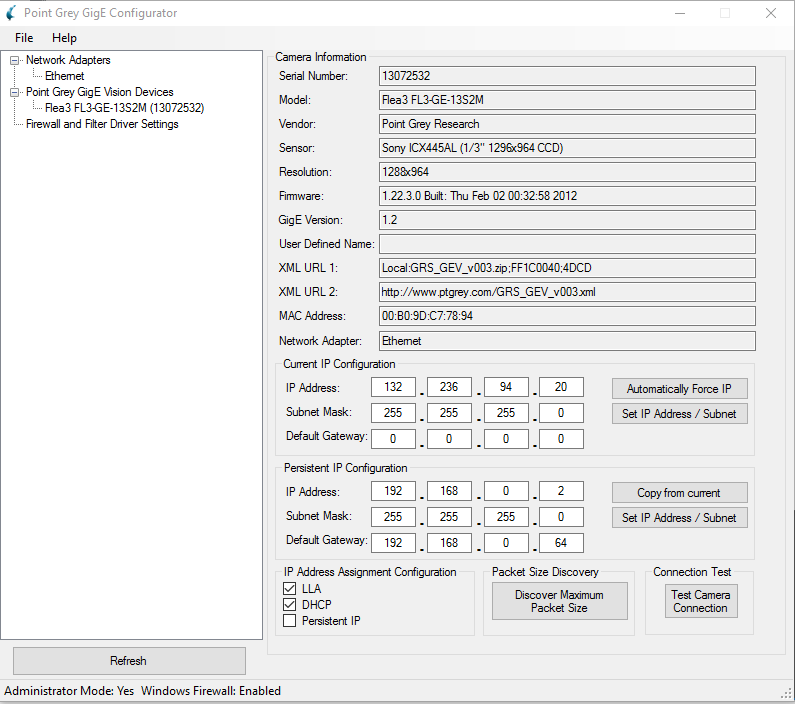 Point Grey GigE Configurator
File Help
Network Adapters
Ethernet
Point Grey GigE Vision Devices
Flea3 FL3-GE-13S2M (13072532)
Firewall and Filter Driver Settings
Refresh
Camera Information
Serial Number: 13072532
Model: Flea3 FL3-GE-13S2M
Vendor: Point Grey Research
Sensor: Sony ICX445AL (1/3" 1296x964 CCD)
Resolution: 1288x964
Firmware: 1.22.3.0 Built: Thu Feb 02 00:32:58 2012
GigE Version: 1.2
User Defined Name:
XML URL 1: Local:GRS_GEV_v003.zip;FF1C0040;4DCD
XML URL 2: http://www.ptgrey.com/GRS_GEV_v003.xml
MAC Address: 00:B0:9D:C7:78:94
Network Adapter: Ethernet
Current IP Configuration
IP Address: 132 . 236 . 94 . 20 Automatically Force IP
Subnet Mask: 255 . 255 . 255 . 0 Set IP Address / Subnet
Default Gateway: 0 . 0 . 0 . 0
Persistent IP Configuration
IP Address: 192 . 168 . 0 . 2 Copy from current
Subnet Mask: 255 . 255 . 255 . 0 Set IP Address / Subnet
Default Gateway: 192 . 168 . 0 . 64
IP Address Assignment Configuration
LLA
DHCP
Persistent IP
Packet Size Discovery
Discover Maximum
Packet Size
Connection Test
Test Camera
Connection
Administrator Mode: Yes Windows Firewall: Enabled